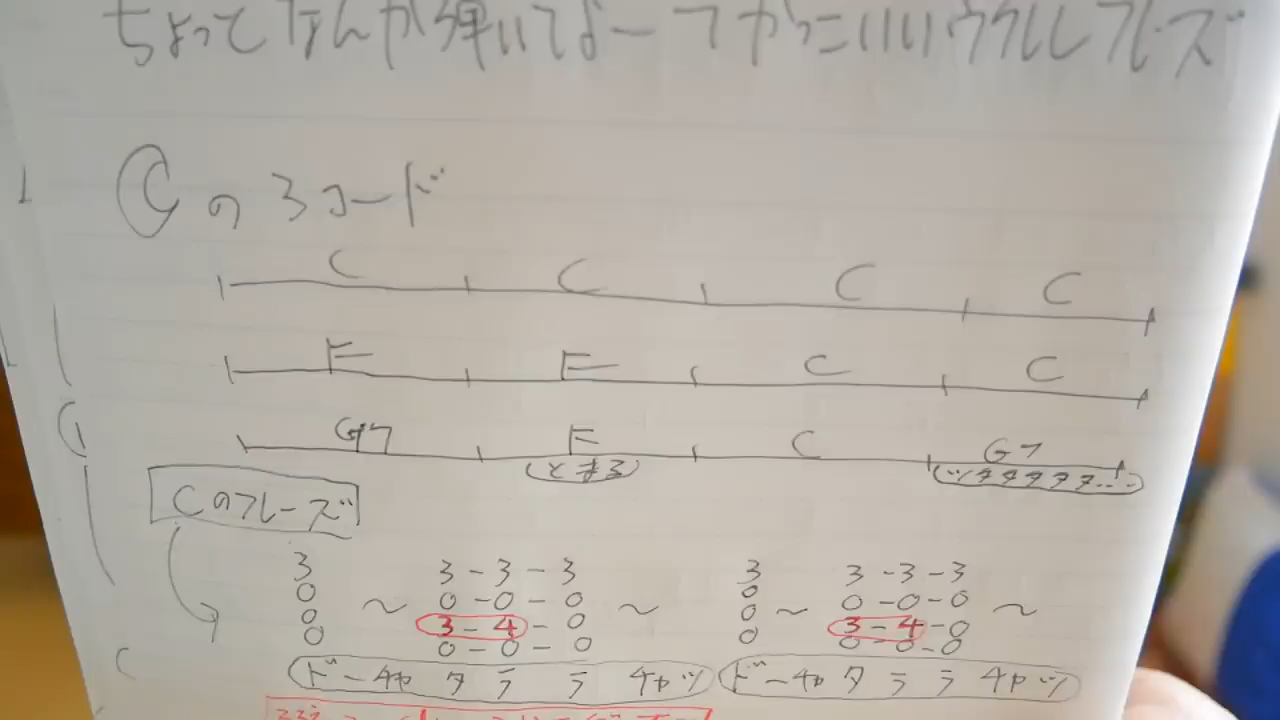 ちょっとなんか弾いてよーってかっこいいウクレレフレーズ
Cの3コード
C C C C
F F C C
G7 F C G7
(とまる) (ッタタタタタ...)
Cのフレーズ
3 3-3-3 3 3-3-3
0 0-0-0 0 0-0-0
0 ～ 3-4-0 ～ 0 ～ 3-4-0 ～
0 0-0-0 0 0-0-0
ドーチャ タ ラ ラ チャッ ドーチャ タ ラ ラ チャッ